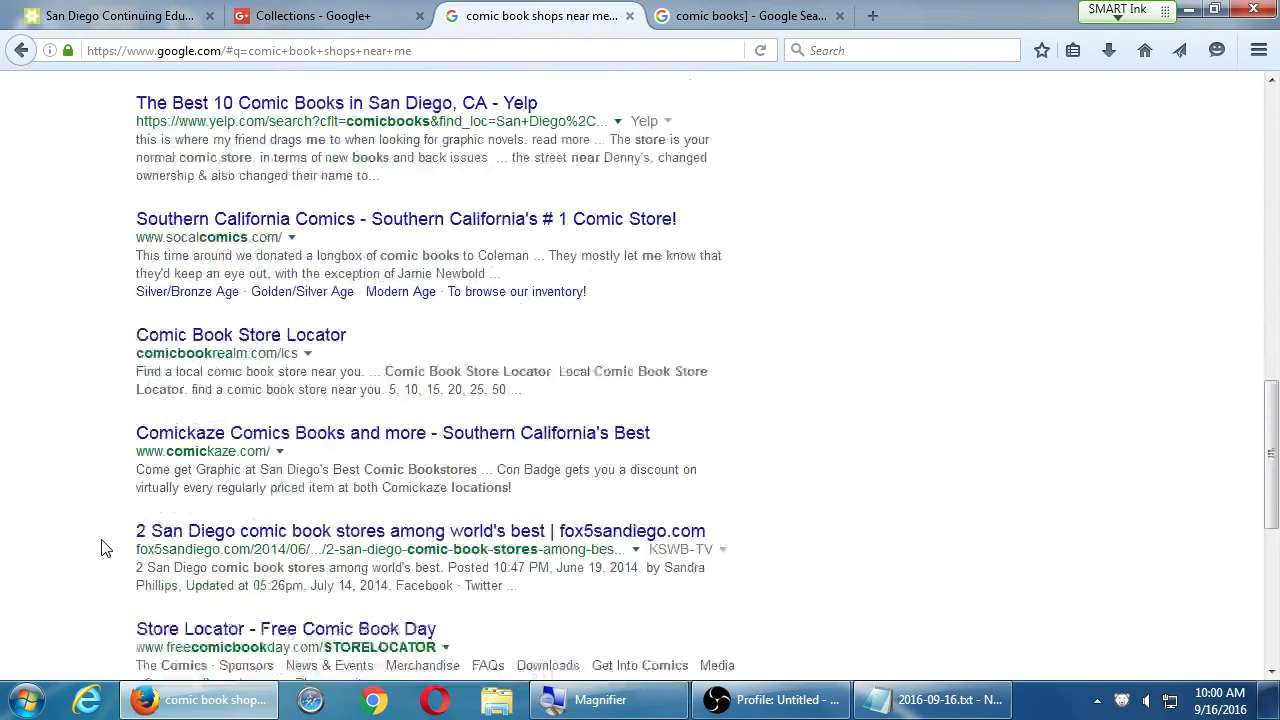 San Diego Continuing Edu...
Collections - Google+
comic book shops near me...
comic books] - Google Sea...
SMART Ink
https://www.google.com/#q=comic+book+shops+near+me
Search
The Best 10 Comic Books in San Diego, CA - Yelp
https://www.yelp.com/search?cflt=comicbooks&find_loc=San+Diego%2C... Yelp
this is where my friend drags me to when looking for graphic novels. read more ... The store is your
normal comic store, in terms of new books and back issues ... the street near Denny's, changed
ownership & also changed their name to...
Southern California Comics - Southern California's # 1 Comic Store!
www.socalcomics.com/
This time around we donated a longbox of comic books to Coleman ... They mostly let me know that
they'd keep an eye out, with the exception of Jamie Newbold ...
Silver/Bronze Age · Golden/Silver Age · Modern Age · To browse our inventory!
Comic Book Store Locator
comicbookrealm.com/lcs
Find a local comic book store near you. ... Comic Book Store Locator Local Comic Book Store
Locator. find a comic book store near you. 5, 10, 15, 20, 25, 50 ...
Comickaze Comics Books and more - Southern California's Best
www.comickaze.com/
Come get Graphic at San Diego's Best Comic Bookstores ... Con Badge gets you a discount on
virtually every regularly priced item at both Comickaze locations!
2 San Diego comic book stores among world's best | fox5sandiego.com
fox5sandiego.com/2014/06/.../2-san-diego-comic-book-stores-among-bes... KSWB-TV
2 San Diego comic book stores among world's best. Posted 10:47 PM, June 19, 2014. by Sandra
Phillips, Updated at 05:26pm, July 14, 2014. Facebook · Twitter ...
Store Locator - Free Comic Book Day
www.freecomicbookday.com/STORELOCATOR
The Comics · Sponsors · News & Events · Merchandise · FAQs · Downloads · Get Into Comics · Media
comic book shop...
Magnifier
Profile: Untitled - ...
2016-09-16.txt - N...
10:00 AM
9/16/2016